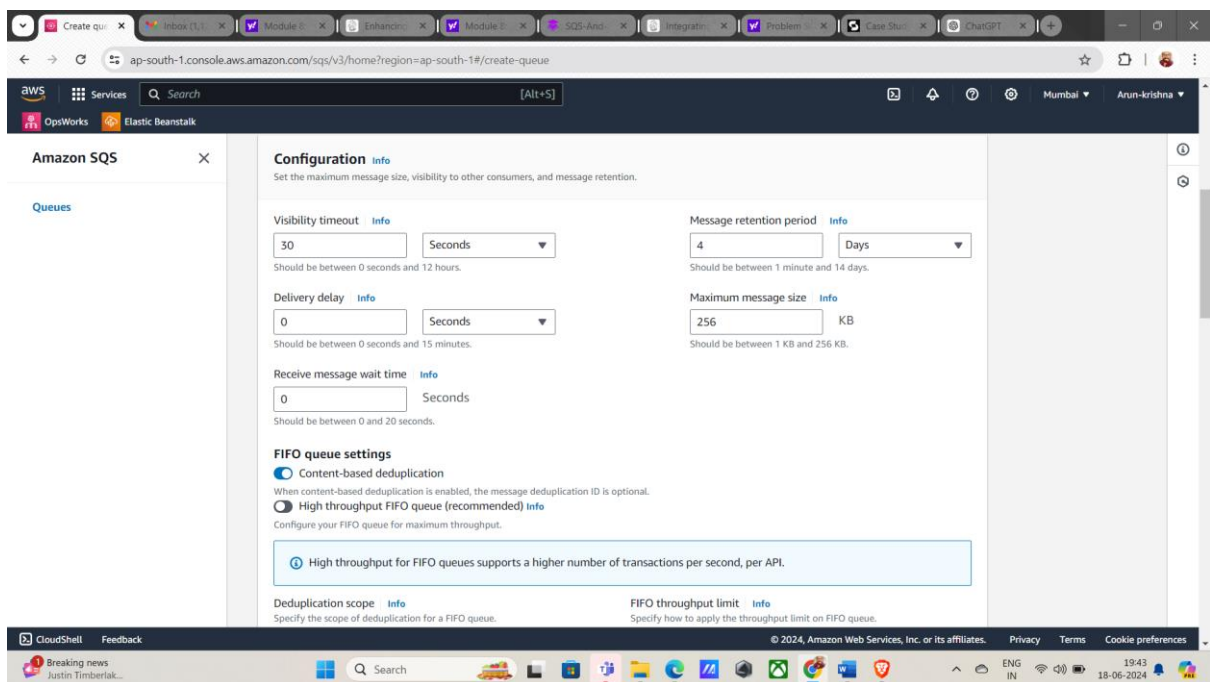 Create que
Inbox (1,1
Module 8:
Enhancing
Module 8
SQS-And-
Integratin
Problem S
Case Stud
ChatGPT
ap-south-1.console.aws.amazon.com/sqs/v3/home?region=ap-south-1#/create-queue
aws
Services
Search
[Alt+S]
Mumbai
Arun-krishna
OpsWorks
Elastic Beanstalk
Amazon SQS
Queues
Configuration Info
Set the maximum message size, visibility to other consumers, and message retention.
Visibility timeout Info
30 Seconds
Should be between 0 seconds and 12 hours.
Message retention period Info
4 Days
Should be between 1 minute and 14 days.
Delivery delay Info
0 Seconds
Should be between 0 seconds and 15 minutes.
Maximum message size Info
256 KB
Should be between 1 KB and 256 KB.
Receive message wait time Info
0 Seconds
Should be between 0 and 20 seconds.
FIFO queue settings
Content-based deduplication
When content-based deduplication is enabled, the message deduplication ID is optional.
High throughput FIFO queue (recommended) Info
Configure your FIFO queue for maximum throughput.
High throughput for FIFO queues supports a higher number of transactions per second, per API.
Deduplication scope Info
Specify the scope of deduplication for a FIFO queue.
FIFO throughput limit Info
Specify how to apply the throughput limit on FIFO queue.
CloudShell Feedback
© 2024, Amazon Web Services, Inc. or its affiliates. Privacy Terms Cookie preferences
Breaking news
Justin Timberlak...
Search
ENG
IN
19:43
18-06-2024